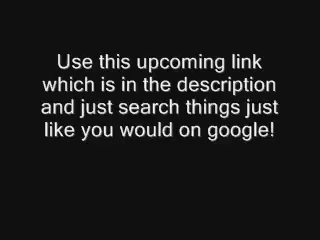 Use this upcoming link
which is in the description
and just search things just
like you would on google!